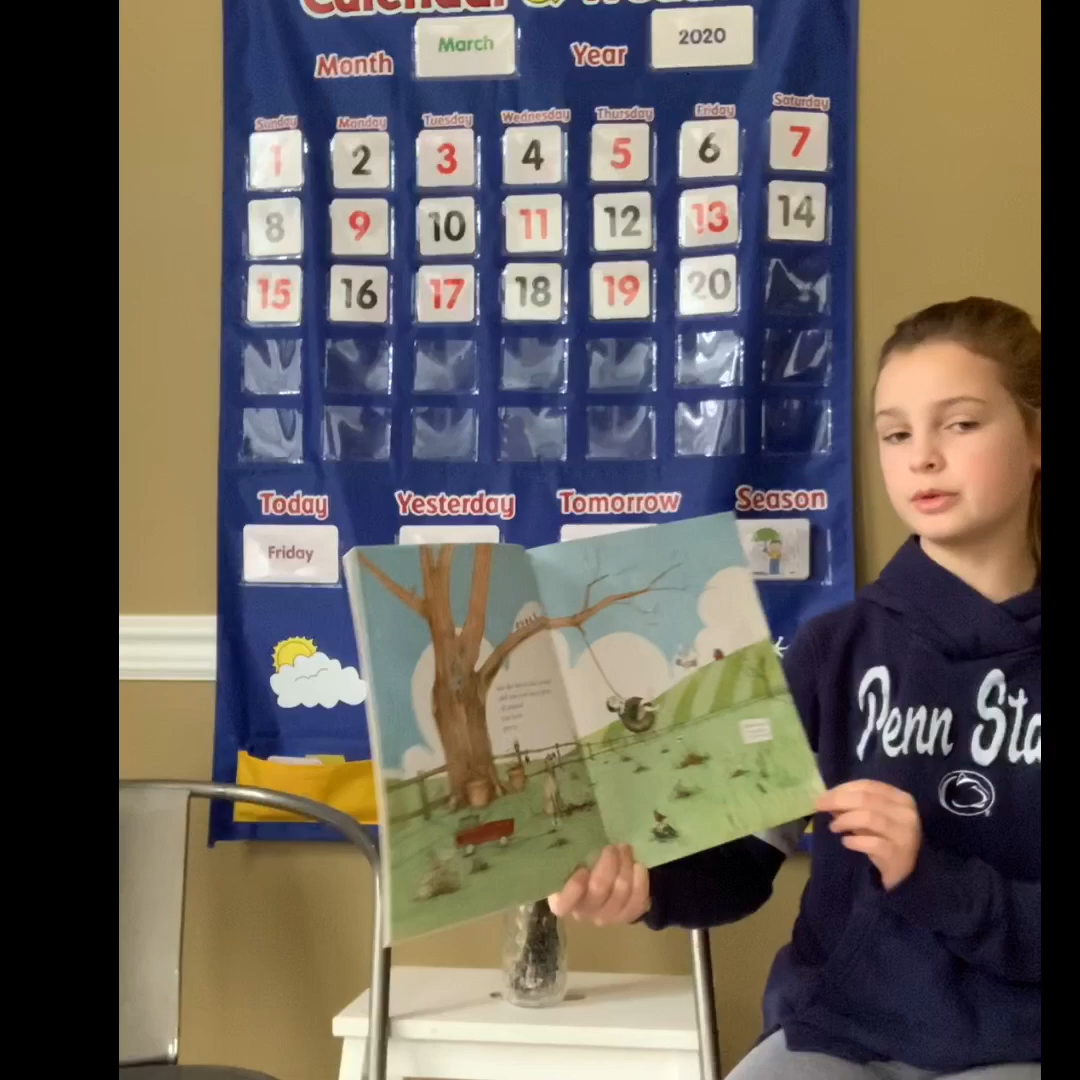 Calendar &
Month March Year 2020
Sunday Monday Tuesday Wednesday Thursday Friday Saturday
1 2 3 4 5 6 7
8 9 10 11 12 13 14
15 16 17 18 19 20
Today Yesterday Tomorrow Season
Friday
Penn Sta